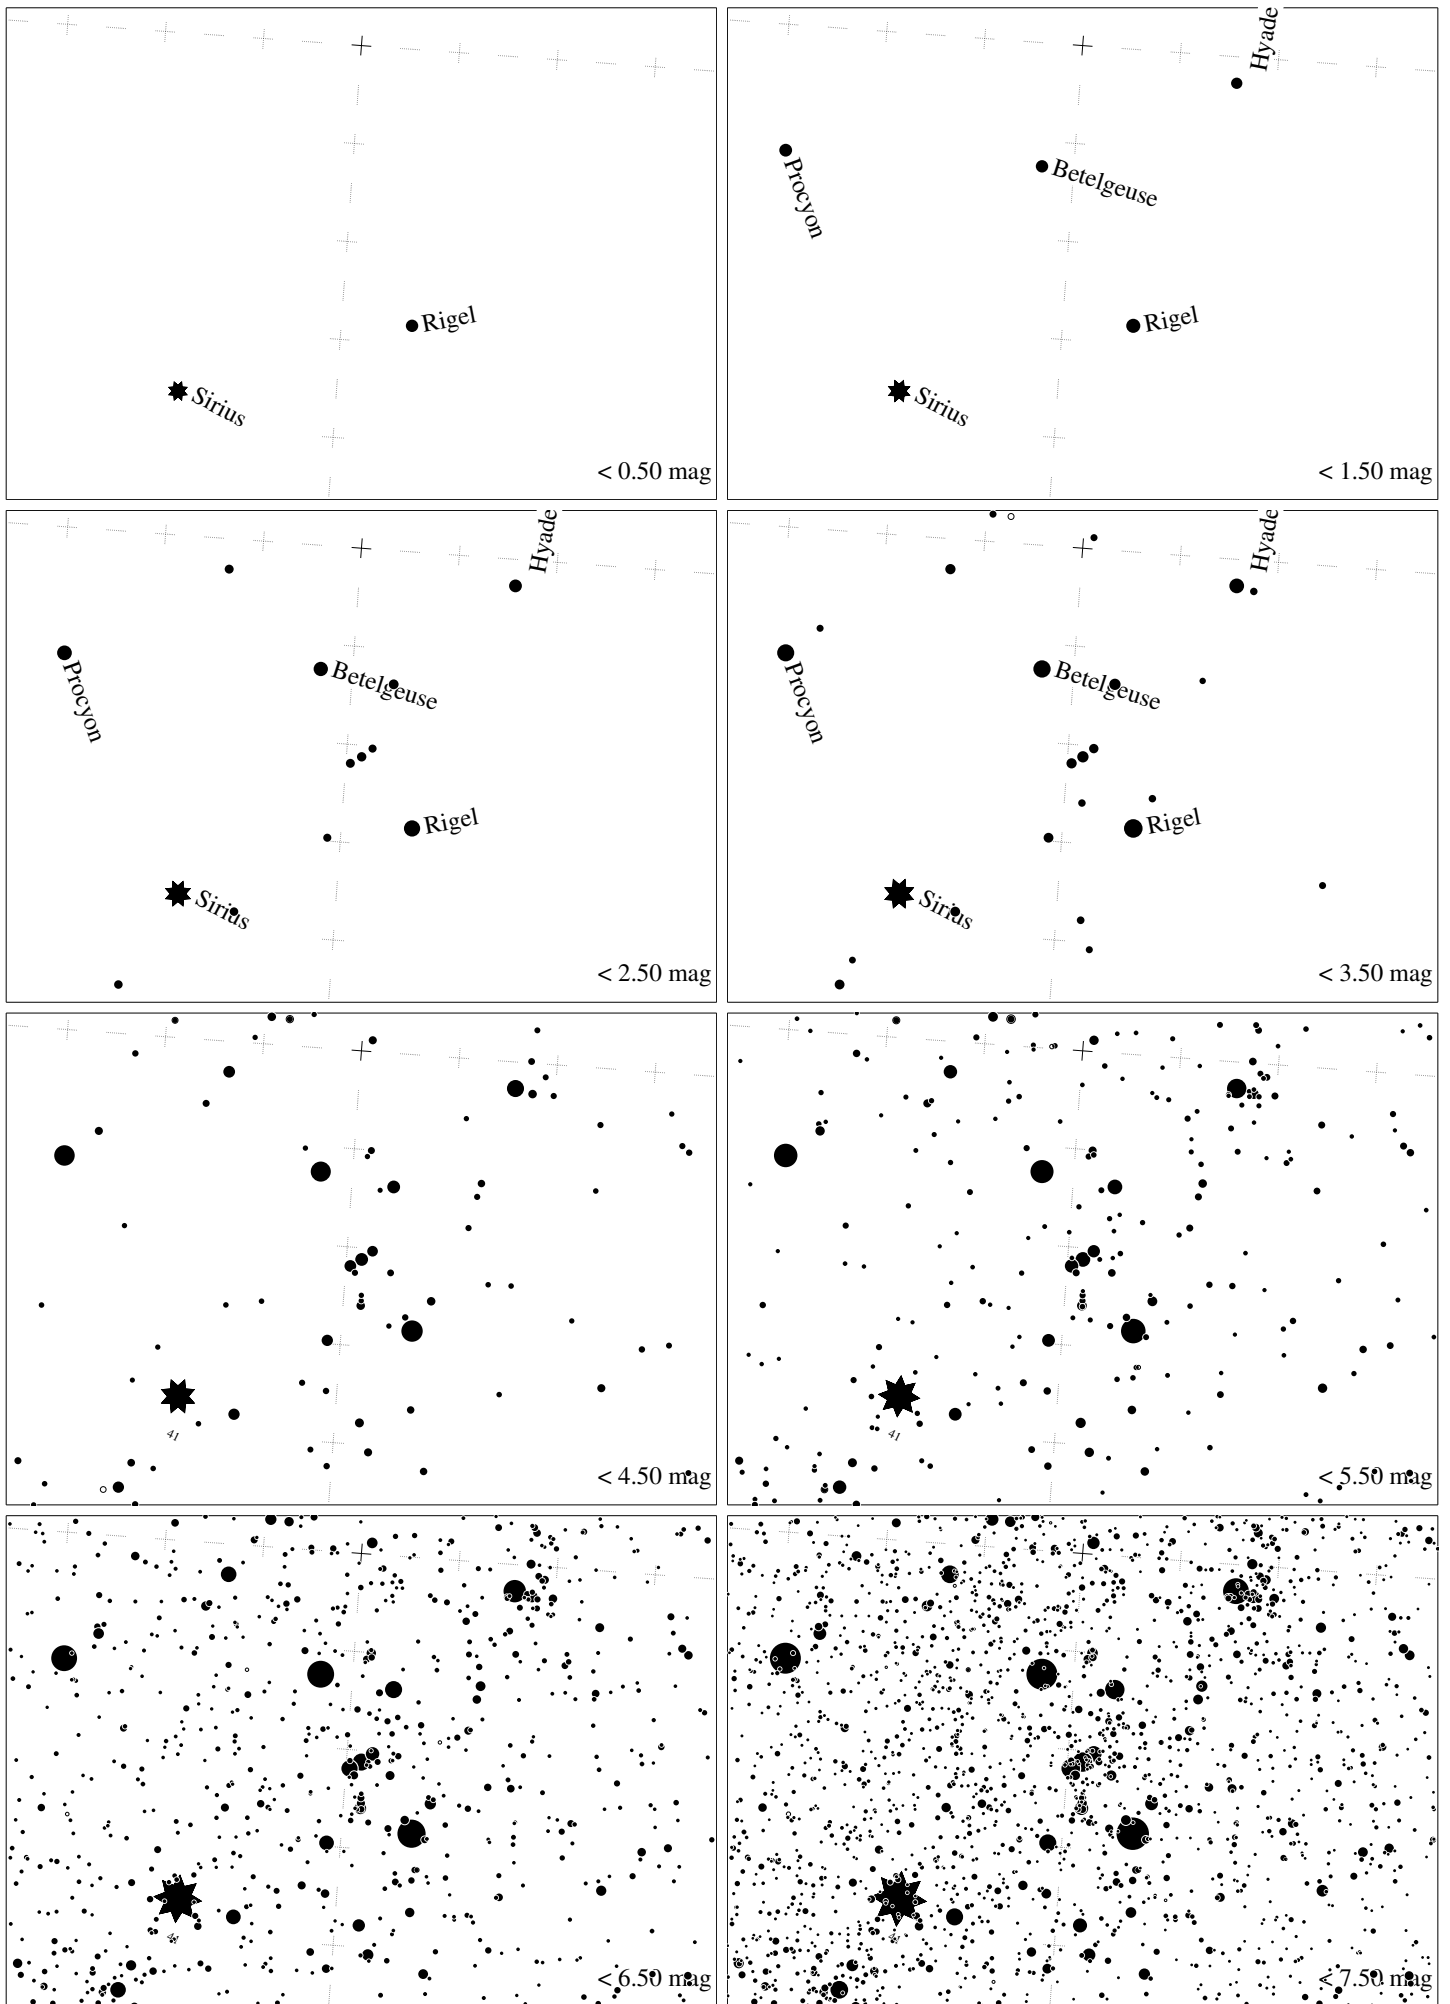 Rigel
Sirius
< 0.50 mag
Hyade
Procyon
Betelgeuse
Rigel
Sirius
< 1.50 mag
Hyade
Procyon
Betelgeuse
Rigel
Sirius
< 2.50 mag
Hyade
Procyon
Betelgeuse
Rigel
Sirius
< 3.50 mag
41
< 4.50 mag
41
< 5.50 mag
< 6.50 mag
< 7.50 mag